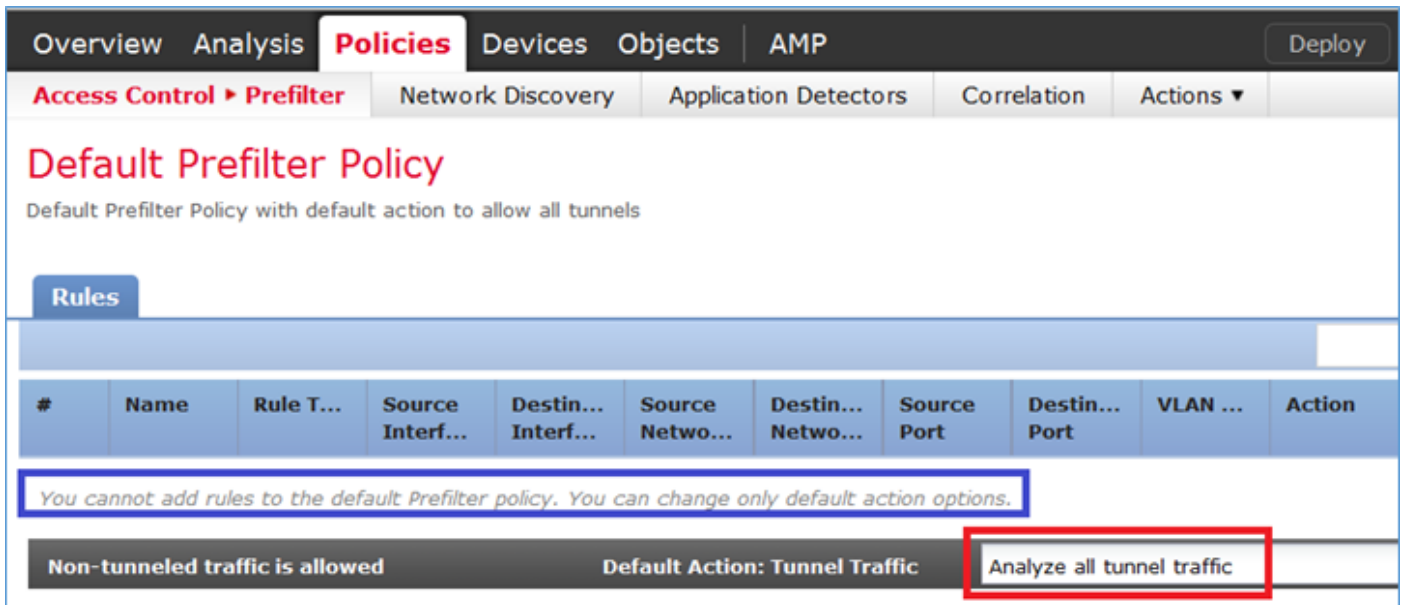 Overview Analysis Policies Devices Objects AMP Deploy
Access Control ▸ Prefilter Network Discovery Application Detectors Correlation Actions ▼
Default Prefilter Policy
Default Prefilter Policy with default action to allow all tunnels
Rules
# Name Rule T... Source Interf... Destin... Interf... Source Netwo... Destin... Netwo... Source Port Destin... Port VLAN ... Action
You cannot add rules to the default Prefilter policy. You can change only default action options.
Non-tunneled traffic is allowed Default Action: Tunnel Traffic Analyze all tunnel traffic